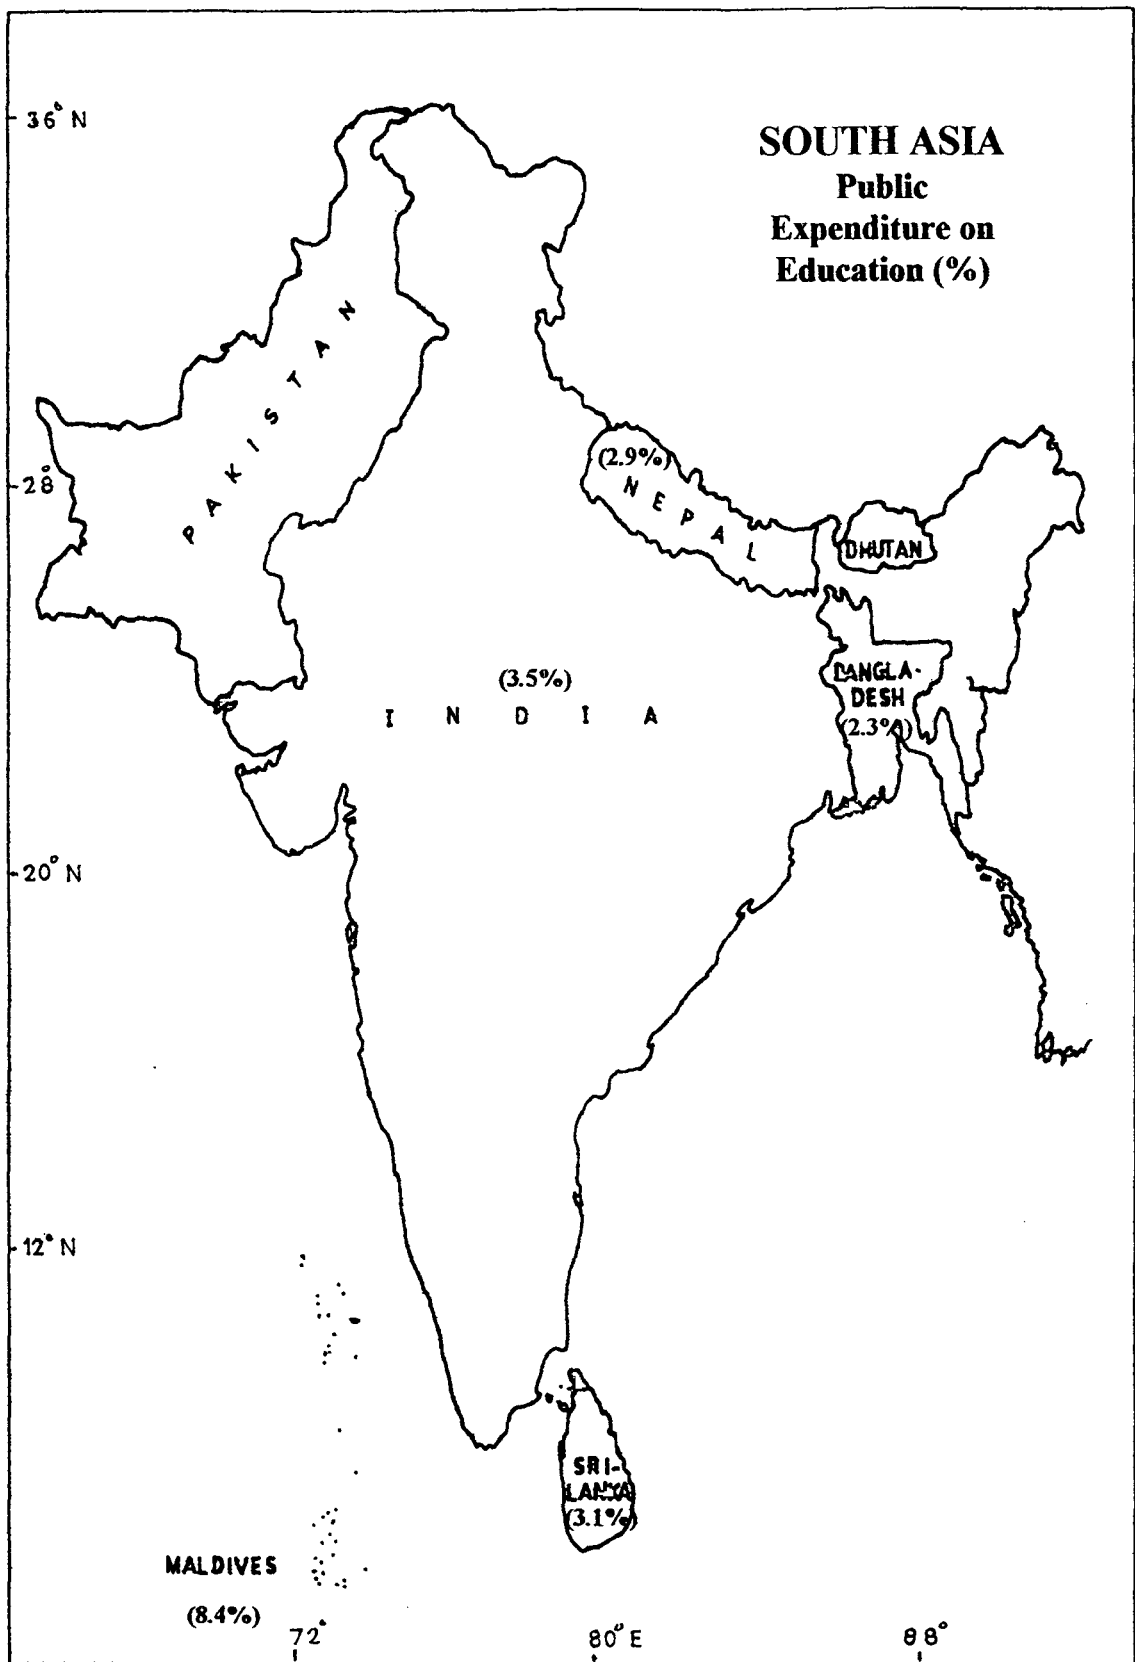 36° N
SOUTH ASIA
Public
Expenditure on
Education (%)
PAKISTAN
(2.9%)
28°
NEPAL
BHUTAN
(3.5%)
INDIA
BANGLA-
DESH
(2.3%)
20° N
12° N
SRI-
LANKA
(3.1%)
MALDIVES
(8.4%)
72°
80° E
88°